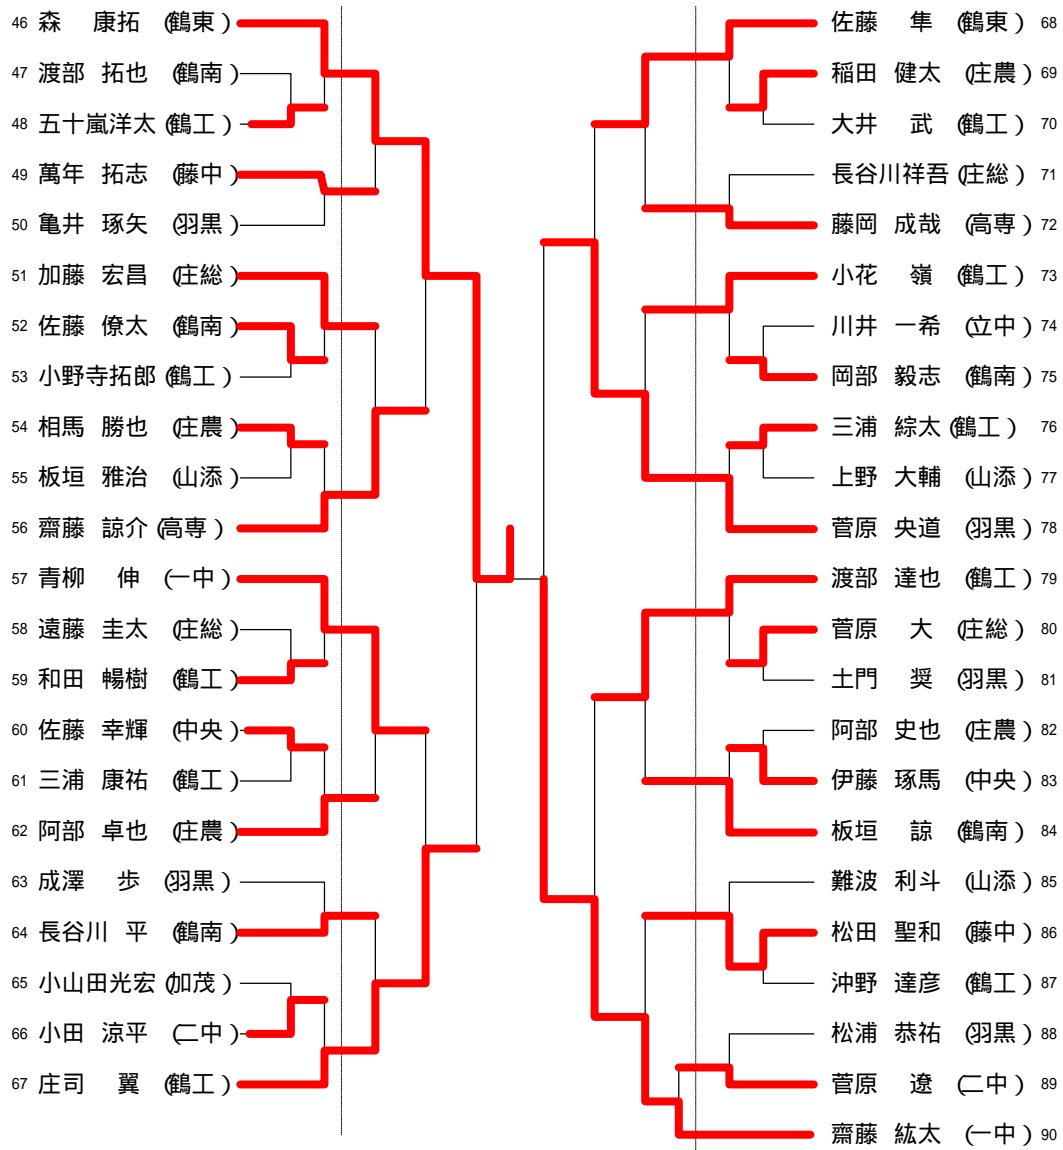 46 森 康拓 (鶴東)
47 渡部 拓也 (鶴南)
48 五十嵐洋太 (鶴工)
49 萬年 拓志 (藤中)
50 亀井 琢矢 (羽黒)
51 加藤 宏昌 (庄総)
52 佐藤 僚太 (鶴南)
53 小野寺拓郎 (鶴工)
54 相馬 勝也 (庄農)
55 板垣 雅治 (山添)
56 齋藤 諒介 (高専)
57 青柳 伸 (一中)
58 遠藤 圭太 (庄総)
59 和田 暢樹 (鶴工)
60 佐藤 幸輝 (中央)
61 三浦 康祐 (鶴工)
62 阿部 卓也 (庄農)
63 成澤 歩 (羽黒)
64 長谷川 平 (鶴南)
65 小山田光宏 (加茂)
66 小田 涼平 (二中)
67 庄司 翼 (鶴工)
佐藤 隼 (鶴東) 68
稲田 健太 (庄農) 69
大井 武 (鶴工) 70
長谷川祥吾 (庄総) 71
藤岡 成哉 (高専) 72
小花 嶺 (鶴工) 73
川井 一希 (立中) 74
岡部 毅志 (鶴南) 75
三浦 綜太 (鶴工) 76
上野 大輔 (山添) 77
菅原 央道 (羽黒) 78
渡部 達也 (鶴工) 79
菅原 大 (庄総) 80
土門 奨 (羽黒) 81
阿部 史也 (庄農) 82
伊藤 琢馬 (中央) 83
板垣 諒 (鶴南) 84
難波 利斗 (山添) 85
松田 聖和 (藤中) 86
沖野 達彦 (鶴工) 87
松浦 恭祐 (羽黒) 88
菅原 遼 (二中) 89
齋藤 紘太 (一中) 90